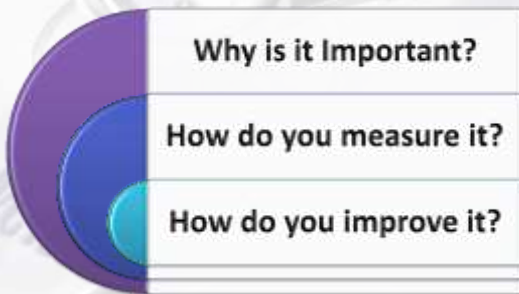 Why is it Important?
How do you measure it?
How do you improve it?